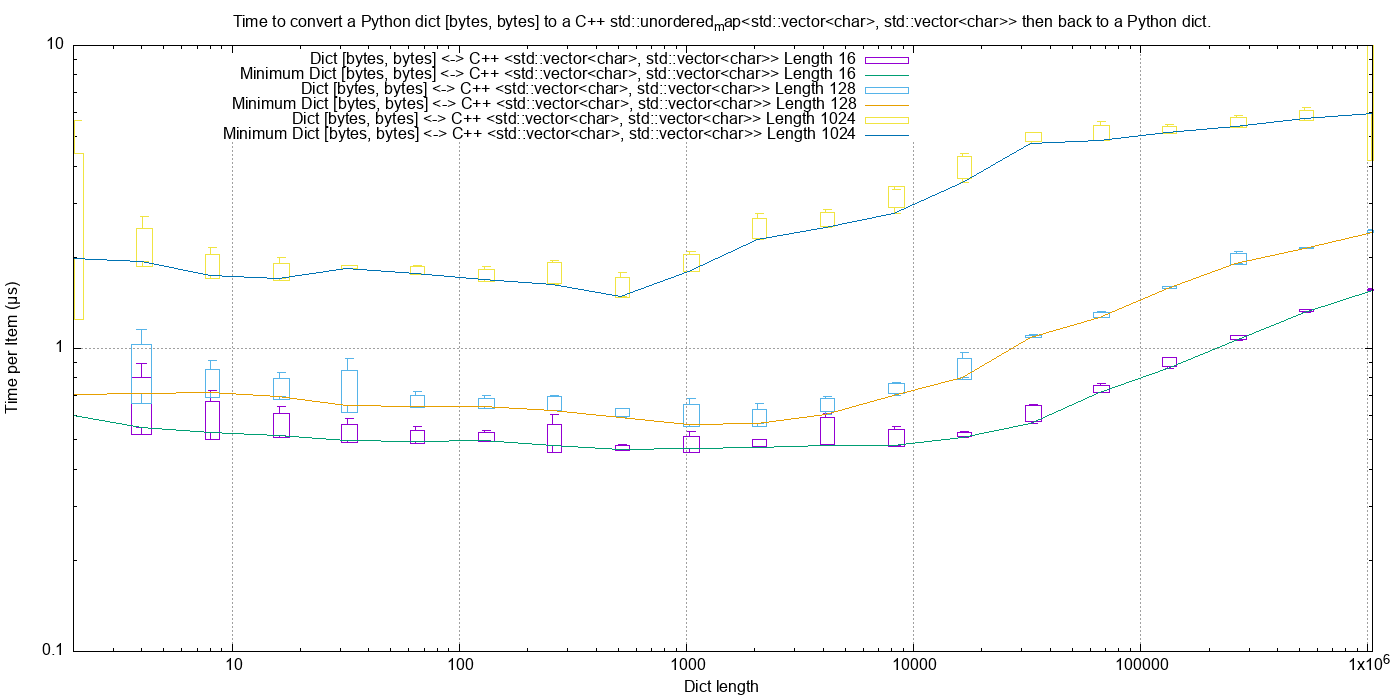 Time to convert a Python dict [bytes, bytes] to a C++ std::unordered_map<std::vector<char>, std::vector<char>> then back to a Python dict.
10
Dict [bytes, bytes] <-> C++ <std::vector<char>, std::vector<char>> Length 16
Minimum Dict [bytes, bytes] <-> C++ <std::vector<char>, std::vector<char>> Length 16
Dict [bytes, bytes] <-> C++ <std::vector<char>, std::vector<char>> Length 128
Minimum Dict [bytes, bytes] <-> C++ <std::vector<char>, std::vector<char>> Length 128
Dict [bytes, bytes] <-> C++ <std::vector<char>, std::vector<char>> Length 1024
Minimum Dict [bytes, bytes] <-> C++ <std::vector<char>, std::vector<char>> Length 1024
Time per Item (µs)
1
0.1
10 100 1000 10000 100000 1x10⁶
Dict length